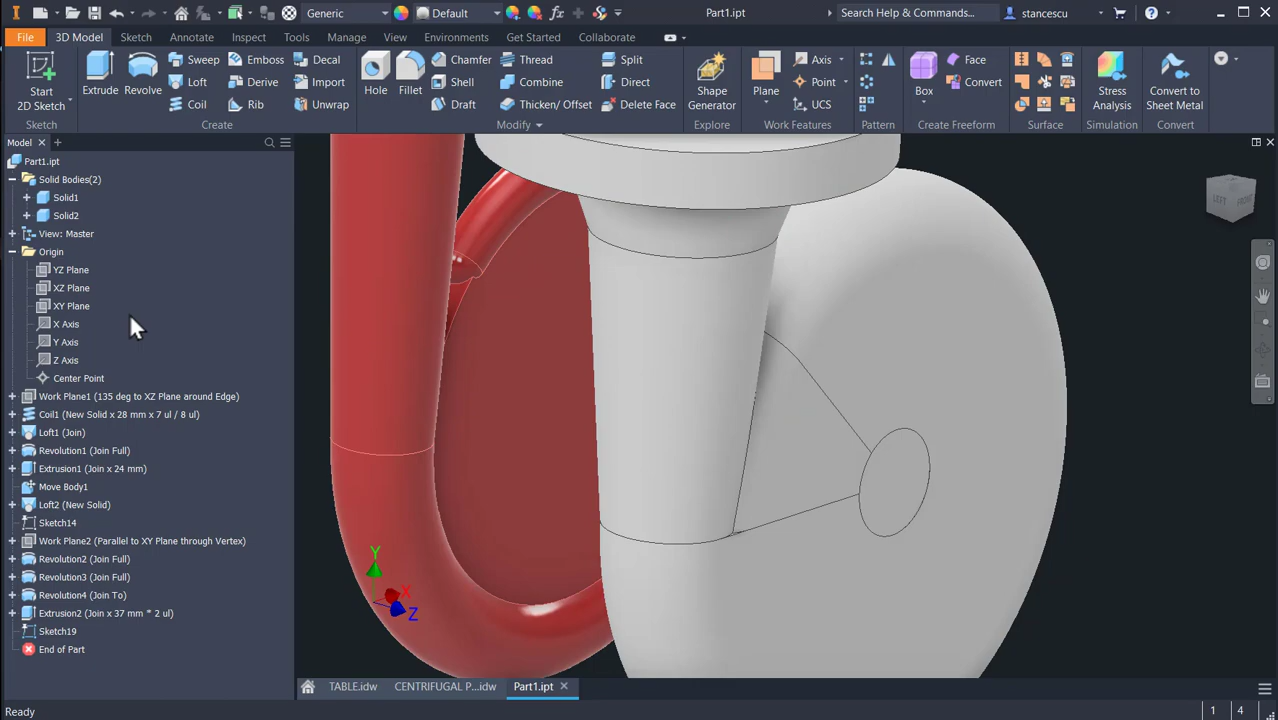 Generic
Default
Part1.ipt
Search Help & Commands...
stancescu
File
3D Model
Sketch
Annotate
Inspect
Tools
Manage
View
Environments
Get Started
Collaborate
Start
2D Sketch
Extrude
Revolve
Sweep
Loft
Coil
Emboss
Derive
Rib
Decal
Import
Unwrap
Hole
Fillet
Chamfer
Shell
Draft
Thread
Combine
Thicken/ Offset
Split
Direct
Delete Face
Shape
Generator
Plane
Axis
Point
UCS
Box
Face
Convert
Stress
Analysis
Convert to
Sheet Metal
Sketch
Create
Modify
Explore
Work Features
Pattern
Create Freeform
Surface
Simulation
Convert
Model
Part1.ipt
Solid Bodies(2)
Solid1
Solid2
View: Master
Origin
YZ Plane
XZ Plane
XY Plane
X Axis
Y Axis
Z Axis
Center Point
Work Plane1 (135 deg to XZ Plane around Edge)
Coil1 (New Solid x 28 mm x 7 ul / 8 ul)
Loft1 (Join)
Revolution1 (Join Full)
Extrusion1 (Join x 24 mm)
Move Body1
Loft2 (New Solid)
Sketch14
Work Plane2 (Parallel to XY Plane through Vertex)
Revolution2 (Join Full)
Revolution3 (Join Full)
Revolution4 (Join To)
Extrusion2 (Join x 37 mm * 2 ul)
Sketch19
End of Part
LEFT
FRONT
Y
X
Z
TABLE.idw
CENTRIFUGAL P...idw
Part1.ipt
Ready
1
4